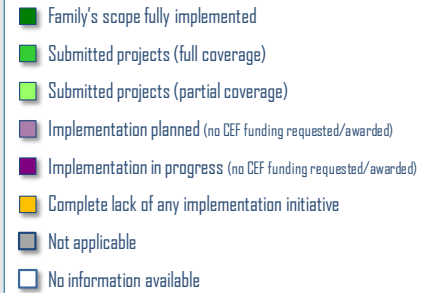 Family's scope fully implemented
Submitted projects (full coverage)
Submitted projects (partial coverage)
Implementation planned (no CEF funding requested/awarded)
Implementation in progress (no CEF funding requested/awarded)
Complete lack of any implementation initiative
Not applicable
No information available